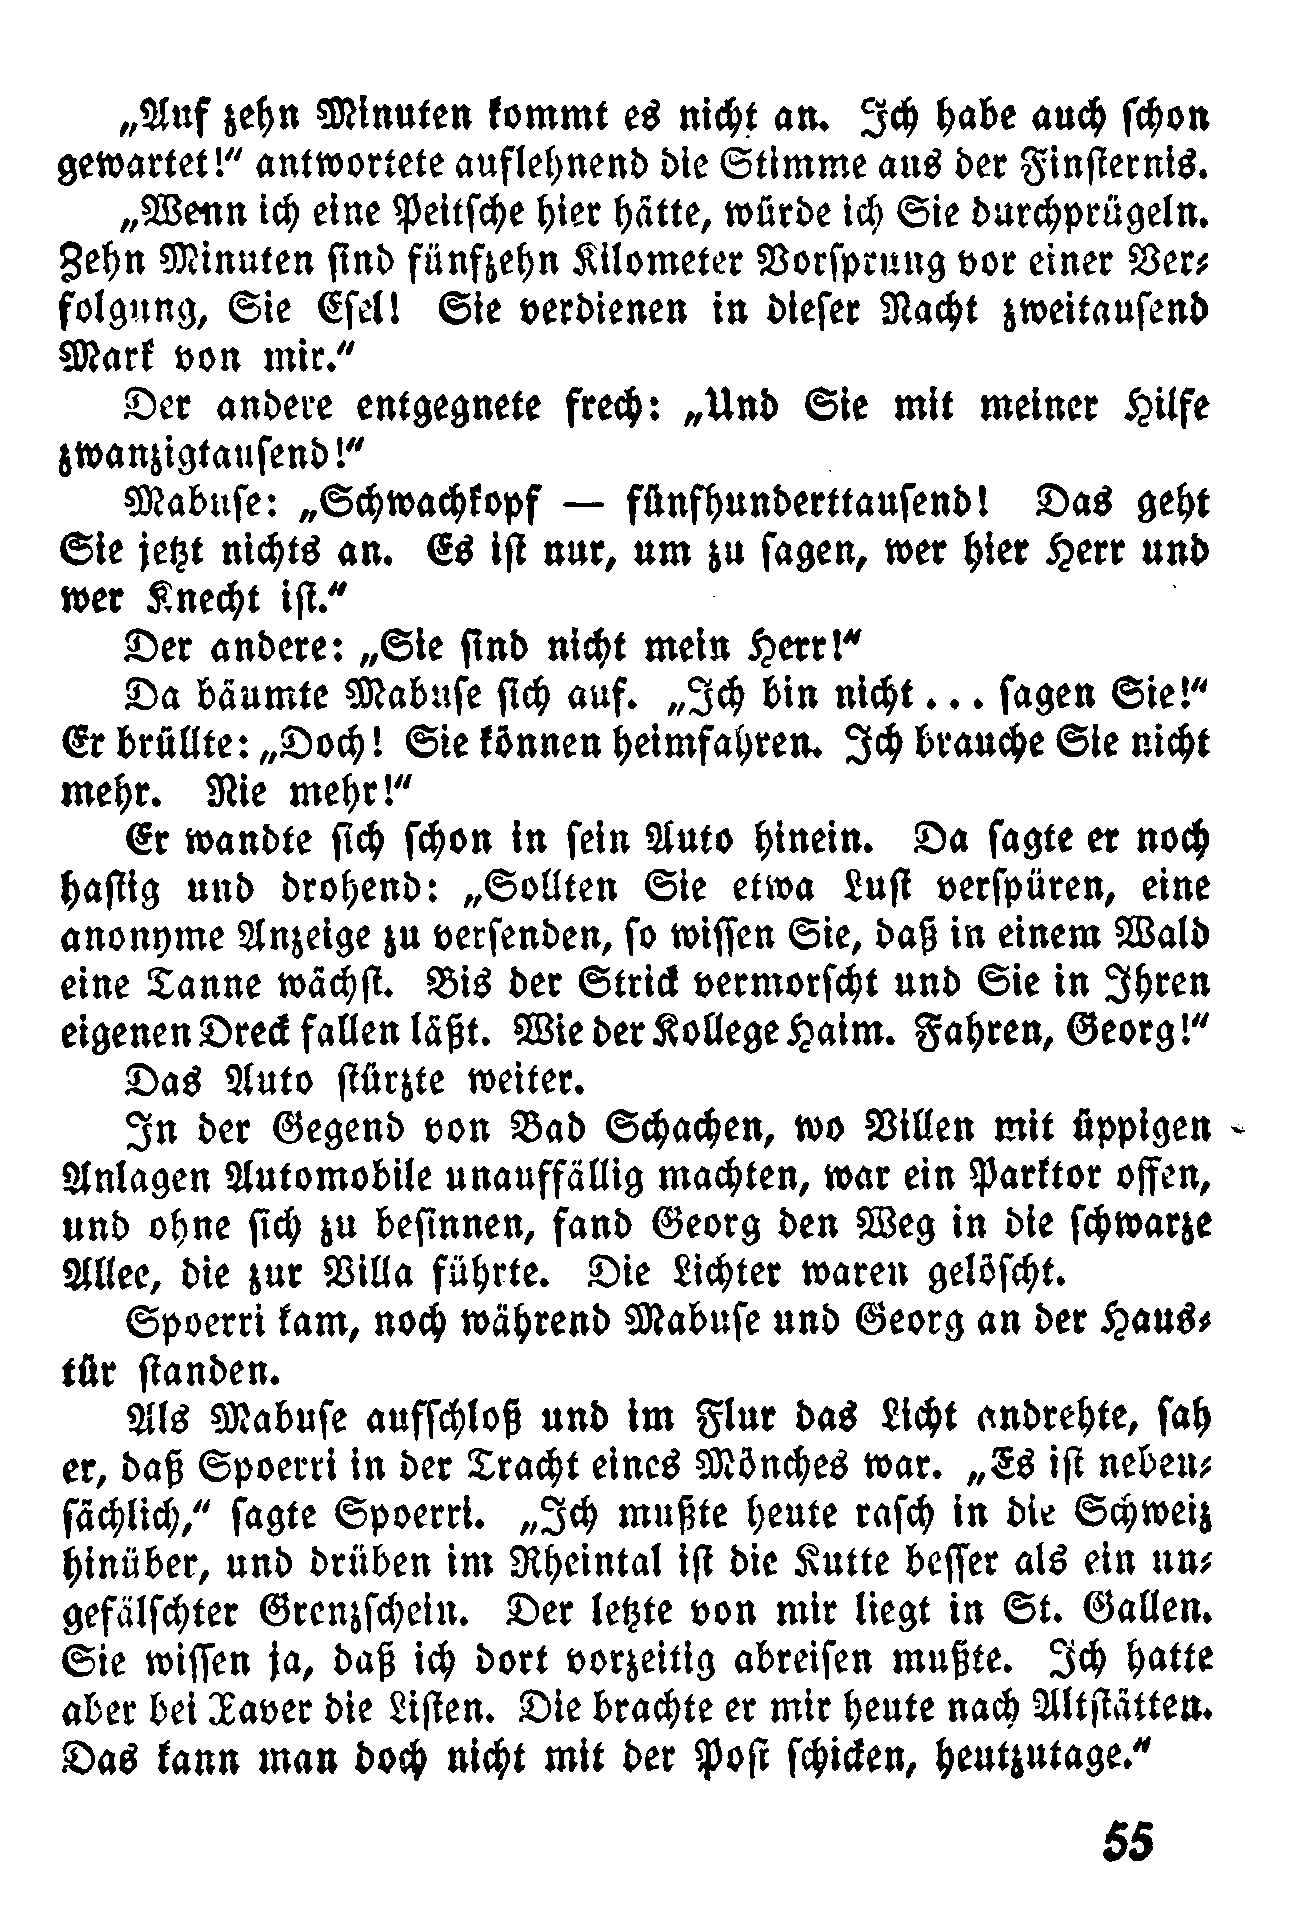 „Auf zehn Minuten kommt es nicht an. Ich habe auch schon
gewartet!“ antwortete auflehnend die Stimme aus der Finsternis.
„Wenn ich eine Peitsche hier hätte, würde ich Sie durchprügeln.
Zehn Minuten sind fünfzehn Kilometer Vorsprung vor einer Ver-
folgung, Sie Esel! Sie verdienen in dieser Nacht zweitausend
Mark von mir.“
Der andere entgegnete frech: „Und Sie mit meiner Hilfe
zwanzigtausend!“
Mabuse: „Schwachkopf — fünfhunderttausend! Das geht
Sie jetzt nichts an. Es ist nur, um zu sagen, wer hier Herr und
wer Knecht ist.“
Der andere: „Sie sind nicht mein Herr!“
Da bäumte Mabuse sich auf. „Ich bin nicht... sagen Sie!“
Er brüllte: „Doch! Sie können heimfahren. Ich brauche Sie nicht
mehr. Nie mehr!“
Er wandte sich schon in sein Auto hinein. Da sagte er noch
hastig und drohend: „Sollten Sie etwa Lust verspüren, eine
anonyme Anzeige zu versenden, so wissen Sie, daß in einem Wald
eine Tanne wächst. Bis der Strick vermorscht und Sie in Ihren
eigenen Dreck fallen läßt. Wie der Kollege Haim. Fahren, Georg!“
Das Auto stürzte weiter.
In der Gegend von Bad Schachen, wo Villen mit üppigen
Anlagen Automobile unauffällig machten, war ein Parktor offen,
und ohne sich zu besinnen, fand Georg den Weg in die schwarze
Allee, die zur Villa führte. Die Lichter waren gelöscht.
Spoerri kam, noch während Mabuse und Georg an der Haus-
tür standen.
Als Mabuse aufschloß und im Flur das Licht andrehte, sah
er, daß Spoerri in der Tracht eines Mönches war. „Es ist neben-
sächlich,“ sagte Spoerri. „Ich mußte heute rasch in die Schweiz
hinüber, und drüben im Rheintal ist die Kutte besser als ein un-
gefälschter Grenzschein. Der letzte von mir liegt in St. Gallen.
Sie wissen ja, daß ich dort vorzeitig abreisen mußte. Ich hatte
aber bei Xaver die Listen. Die brachte er mir heute nach Altstätten.
Das kann man doch nicht mit der Post schicken, heutzutage.“
55